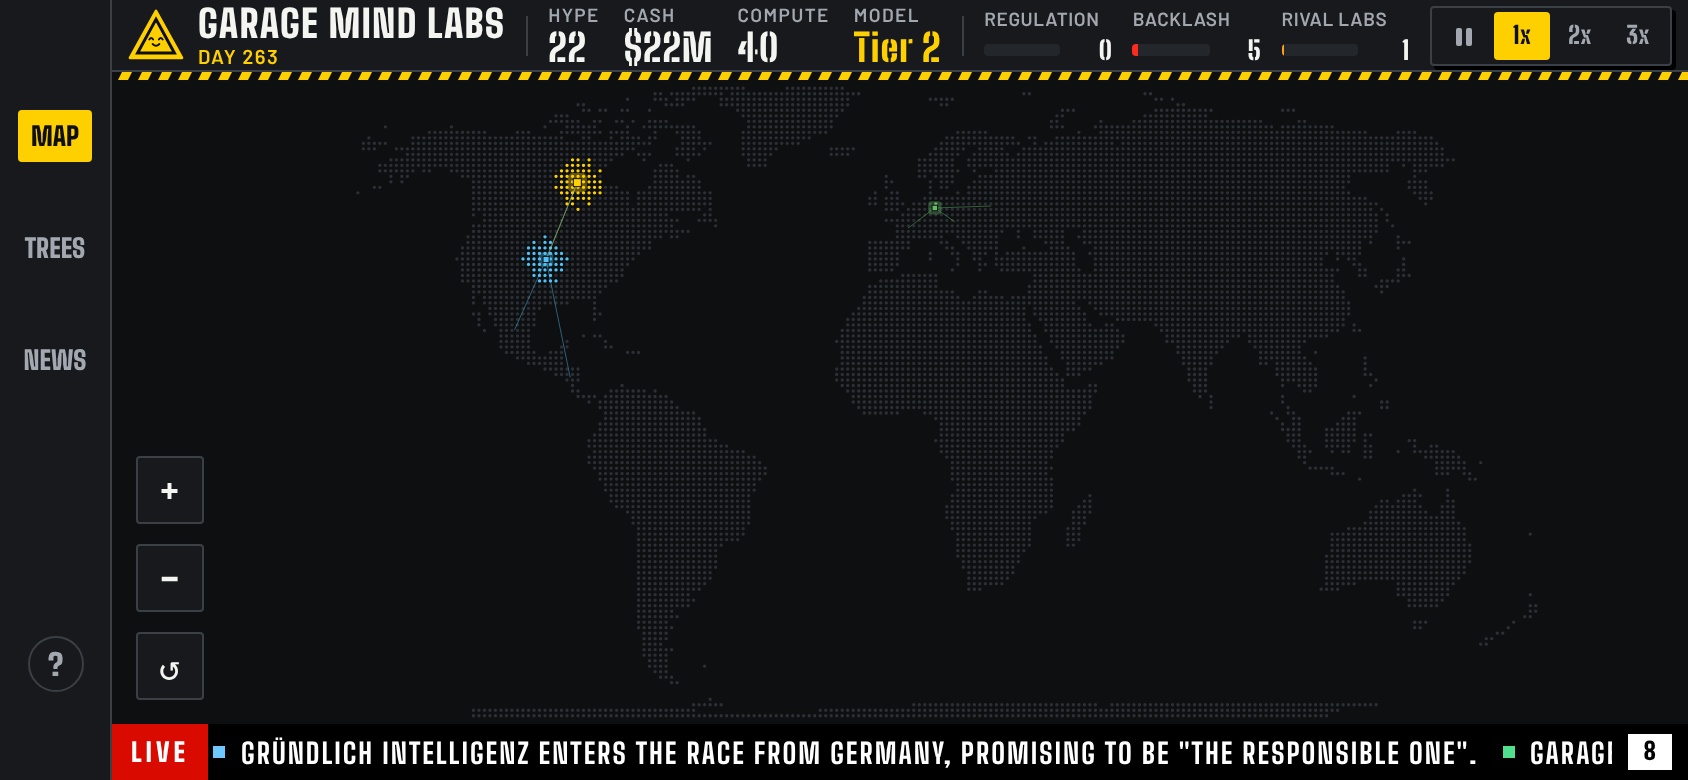 GARAGE MIND LABS
DAY 263
HYPE
22
CASH
$22M
COMPUTE
40
MODEL
Tier 2
REGULATION
0
BACKLASH
5
RIVAL LABS
1
1x
2x
3x
MAP
TREES
NEWS
+
−
↺
?
LIVE
GRÜNDLICH INTELLIGENZ ENTERS THE RACE FROM GERMANY, PROMISING TO BE "THE RESPONSIBLE ONE".
GARAGI
8